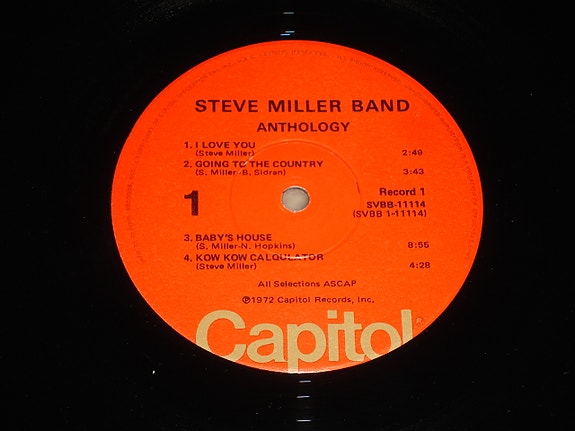 STEVE MILLER BAND
ANTHOLOGY
1. I LOVE YOU 2:49
(Steve Miller)
2. GOING TO THE COUNTRY 3:43
(S. Miller-B. Sidran)
1
Record 1
SVBB-11114
(SVBB 1-11114)
3. BABY'S HOUSE 8:55
(S. Miller-N. Hopkins)
4. KOW KOW CALQULATOR 4:28
(Steve Miller)
All Selections ASCAP
℗1972 Capitol Records, Inc.
Capitol